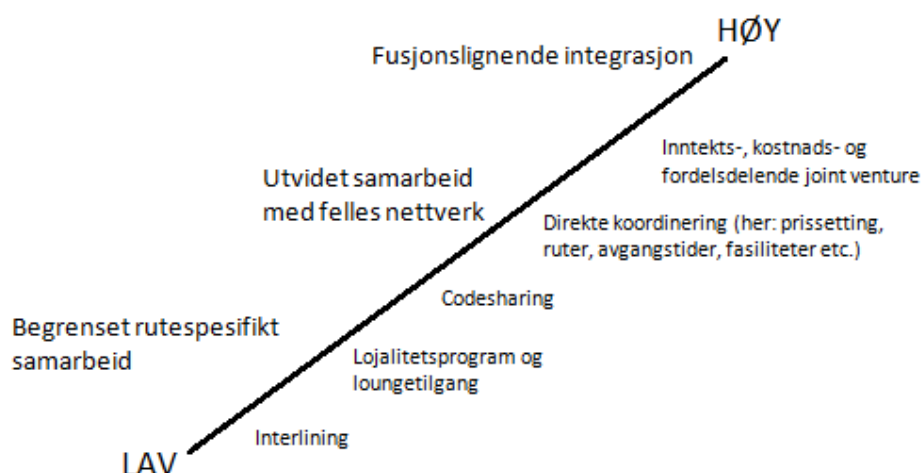 HØY
Fusjonslignende integrasjon
Inntekts-, kostnads- og
fordelsdelende joint venture
Utvidet samarbeid
med felles nettverk
Direkte koordinering (her: prissetting,
ruter, avgangstider, fasiliteter etc.)
Codesharing
Begrenset rutespesifikt
samarbeid
Lojalitetsprogram og
loungetilgang
Interlining
LAV